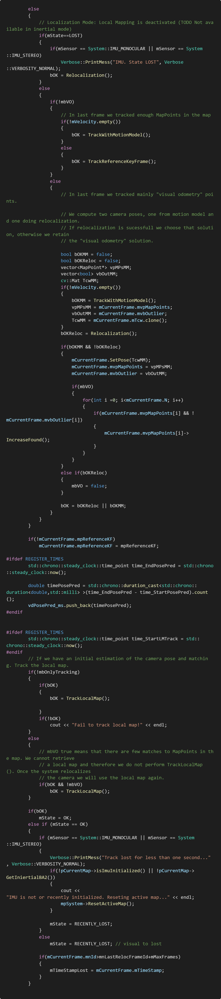 else
{
// Localization Mode: Local Mapping is deactivated (TODO Not ava
ilable in inertial mode)
if(mState==LOST)
{
if(mSensor == System::IMU_MONOCULAR || mSensor == System
::IMU_STEREO)
Verbose::PrintMess("IMU. State LOST", Verbose
::VERBOSITY_NORMAL);
bOK = Relocalization();
}
else
{
if(!mbVO)
{
// In last frame we tracked enough MapPoints in the map
if(!mVelocity.empty())
{
bOK = TrackWithMotionModel();
}
else
{
bOK = TrackReferenceKeyFrame();
}
}
else
{
// In last frame we tracked mainly "visual odometry" poi
nts.
// We compute two camera poses, one from motion model an
d one doing relocalization.
// If relocalization is sucessfull we choose that soluti
on, otherwise we retain
// the "visual odometry" solution.
bool bOKMM = false;
bool bOKReloc = false;
vector<MapPoint*> vpMPsMM;
vector<bool> vbOutMM;
cv::Mat TcwMM;
if(!mVelocity.empty())
{
bOKMM = TrackWithMotionModel();
vpMPsMM = mCurrentFrame.mvpMapPoints;
vbOutMM = mCurrentFrame.mvbOutlier;
TcwMM = mCurrentFrame.mTcw.clone();
}
bOKReloc = Relocalization();
if(bOKMM && !bOKReloc)
{
mCurrentFrame.SetPose(TcwMM);
mCurrentFrame.mvpMapPoints = vpMPsMM;
mCurrentFrame.mvbOutlier = vbOutMM;
if(mbVO)
{
for(int i =0; i<mCurrentFrame.N; i++)
{
if(mCurrentFrame.mvpMapPoints[i] && !
mCurrentFrame.mvbOutlier[i])
{
mCurrentFrame.mvpMapPoints[i]->
IncreaseFound();
}
}
}
}
else if(bOKReloc)
{
mbVO = false;
}
bOK = bOKReloc || bOKMM;
}
}
}
if(!mCurrentFrame.mpReferenceKF)
mCurrentFrame.mpReferenceKF = mpReferenceKF;
#ifdef REGISTER_TIMES
std::chrono::steady_clock::time_point time_EndPosePred = std::chrono
::steady_clock::now();
double timePosePred = std::chrono::duration_cast<std::chrono::
duration<double,std::milli> >(time_EndPosePred - time_StartPosePred).count
();
vdPosePred_ms.push_back(timePosePred);
#endif
#ifdef REGISTER_TIMES
std::chrono::steady_clock::time_point time_StartLMTrack = std::
chrono::steady_clock::now();
#endif
// If we have an initial estimation of the camera pose and matchin
g. Track the local map.
if(!mbOnlyTracking)
{
if(bOK)
{
bOK = TrackLocalMap();
}
if(!bOK)
cout << "Fail to track local map!" << endl;
}
else
{
// mbVO true means that there are few matches to MapPoints in th
e map. We cannot retrieve
// a local map and therefore we do not perform TrackLocalMap
(). Once the system relocalizes
// the camera we will use the local map again.
if(bOK && !mbVO)
bOK = TrackLocalMap();
}
if(bOK)
mState = OK;
else if (mState == OK)
{
if (mSensor == System::IMU_MONOCULAR || mSensor == System
::IMU_STEREO)
{
Verbose::PrintMess("Track lost for less than one second..."
, Verbose::VERBOSITY_NORMAL);
if(!pCurrentMap->isImuInitialized() || !pCurrentMap->
GetIniertialBA2())
{
cout <<
"IMU is not or recently initialized. Reseting active map..." << endl;
mpSystem->ResetActiveMap();
}
mState = RECENTLY_LOST;
}
else
mState = RECENTLY_LOST; // visual to lost
if(mCurrentFrame.mnId>mnLastRelocFrameId+mMaxFrames)
{
mTimeStampLost = mCurrentFrame.mTimeStamp;
}
}